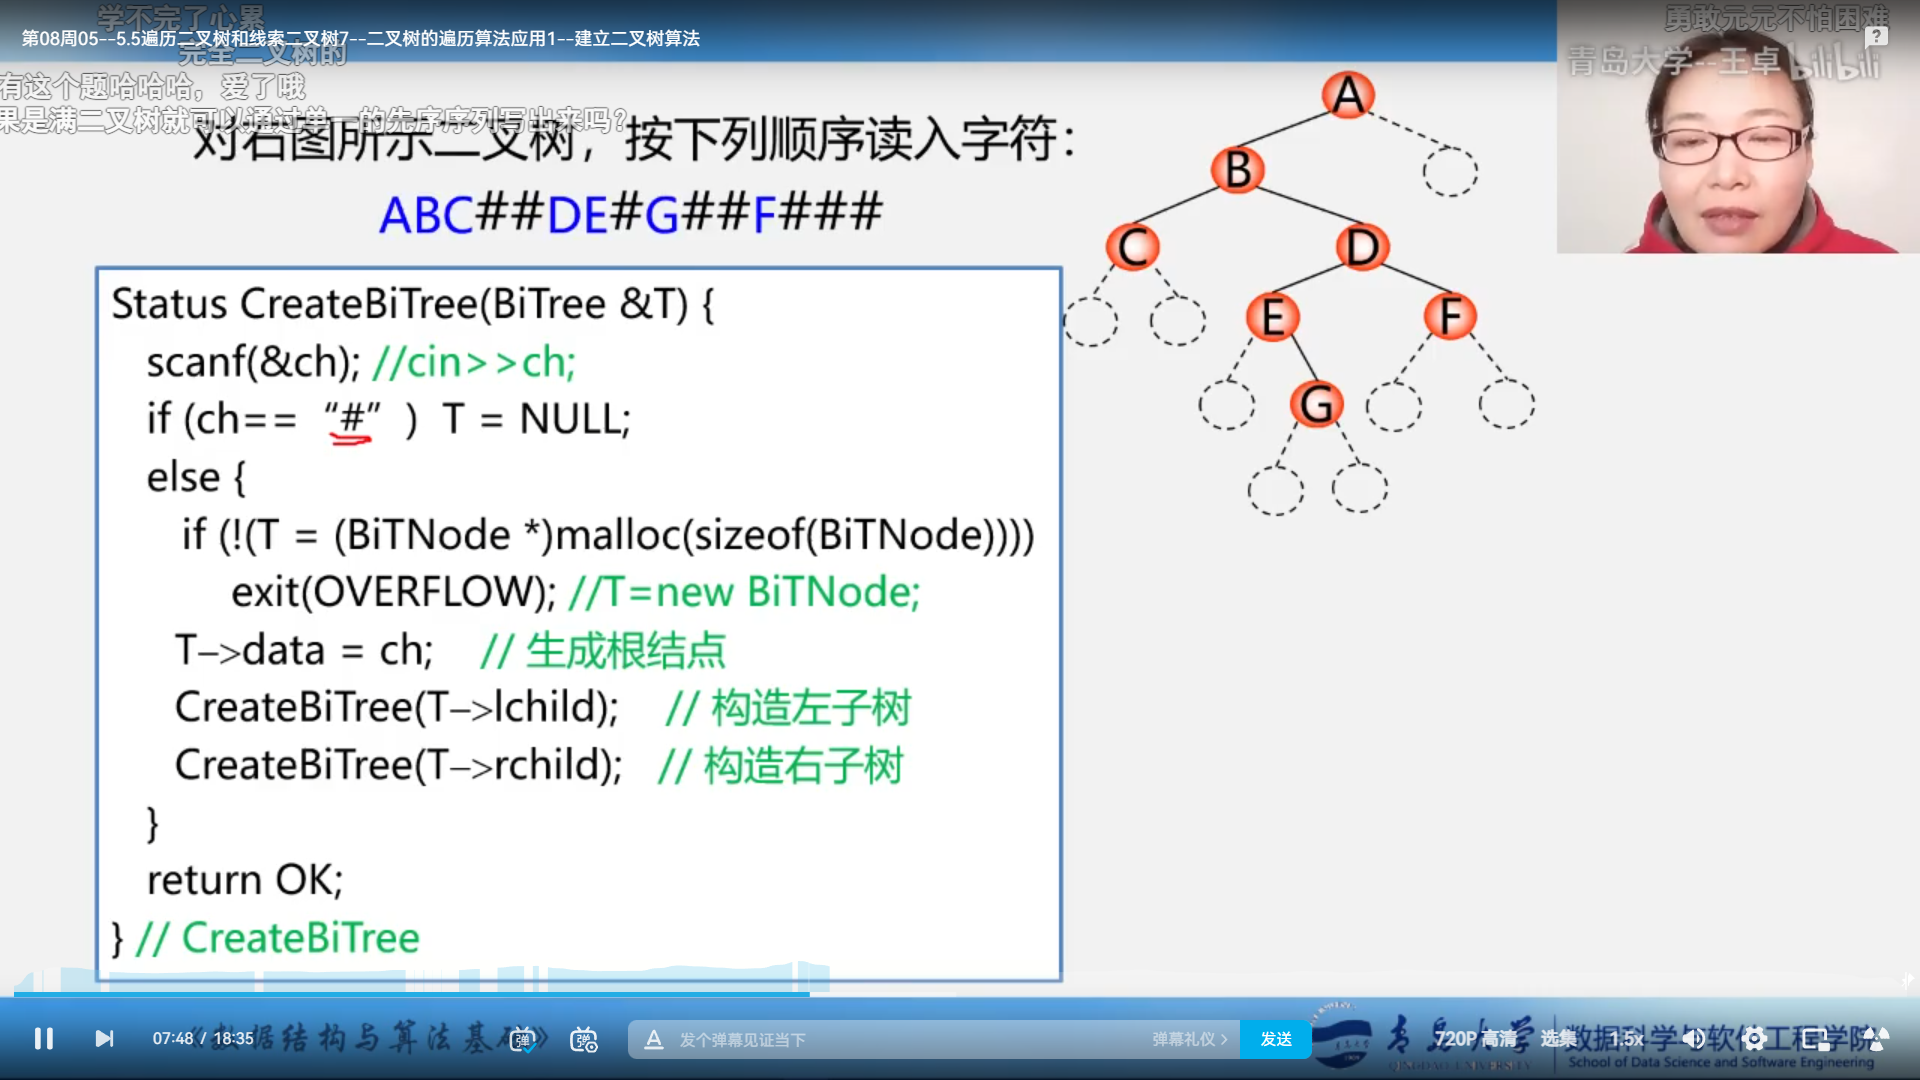 学不完了心累
勇敢元元不怕困难
第08周05--5.5遍历二叉树和线索二叉树7--二叉树的遍历算法应用1--建立二叉树算法
完全二叉树的
青岛大学--王卓 bilibili
有这个题哈哈哈，爱了哦
果是满二叉树就可以通过单一的先序序列写出来吗?
对右图所示二叉树，按下列顺序读入字符：
ABC##DE#G##F###
Status CreateBiTree(BiTree &T) {
scanf(&ch); //cin>>ch;
if (ch== “#” ) T = NULL;
else {
if (!(T = (BiTNode *)malloc(sizeof(BiTNode))))
exit(OVERFLOW); //T=new BiTNode;
T->data = ch; // 生成根结点
CreateBiTree(T->lchild); // 构造左子树
CreateBiTree(T->rchild); // 构造右子树
}
return OK;
} // CreateBiTree
A
B
C
D
E
F
G
07:48 / 18:35
《数据结构与算法基础》
弹
弹
发个弹幕见证当下
弹幕礼仪 >
发送
青岛大学
QINGDAO UNIVERSITY
720P 高清
选集
1.5x
数据科学与软件工程学院
School of Data Science and Software Engineering